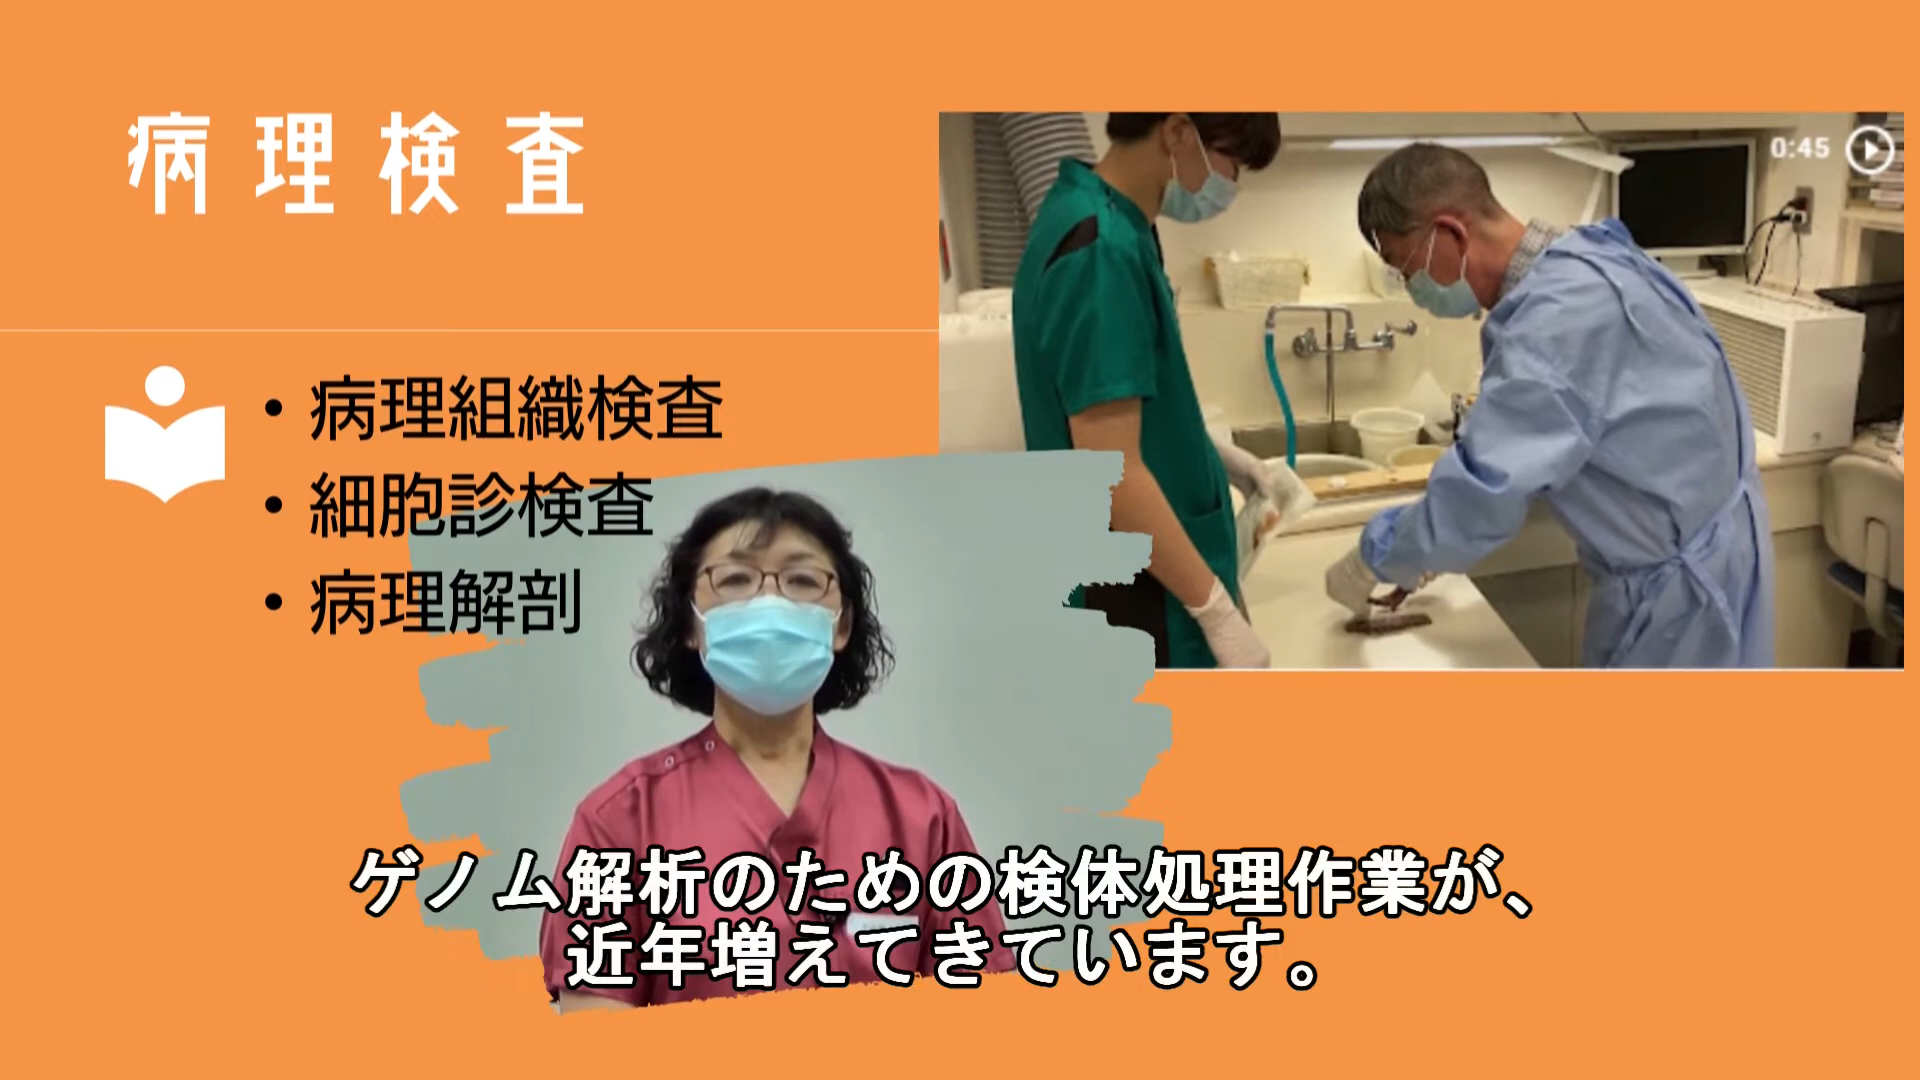 病理検査
0:45
・病理組織検査
・細胞診検査
・病理解剖
ゲノム解析のための検体処理作業が、
近年増えてきています。